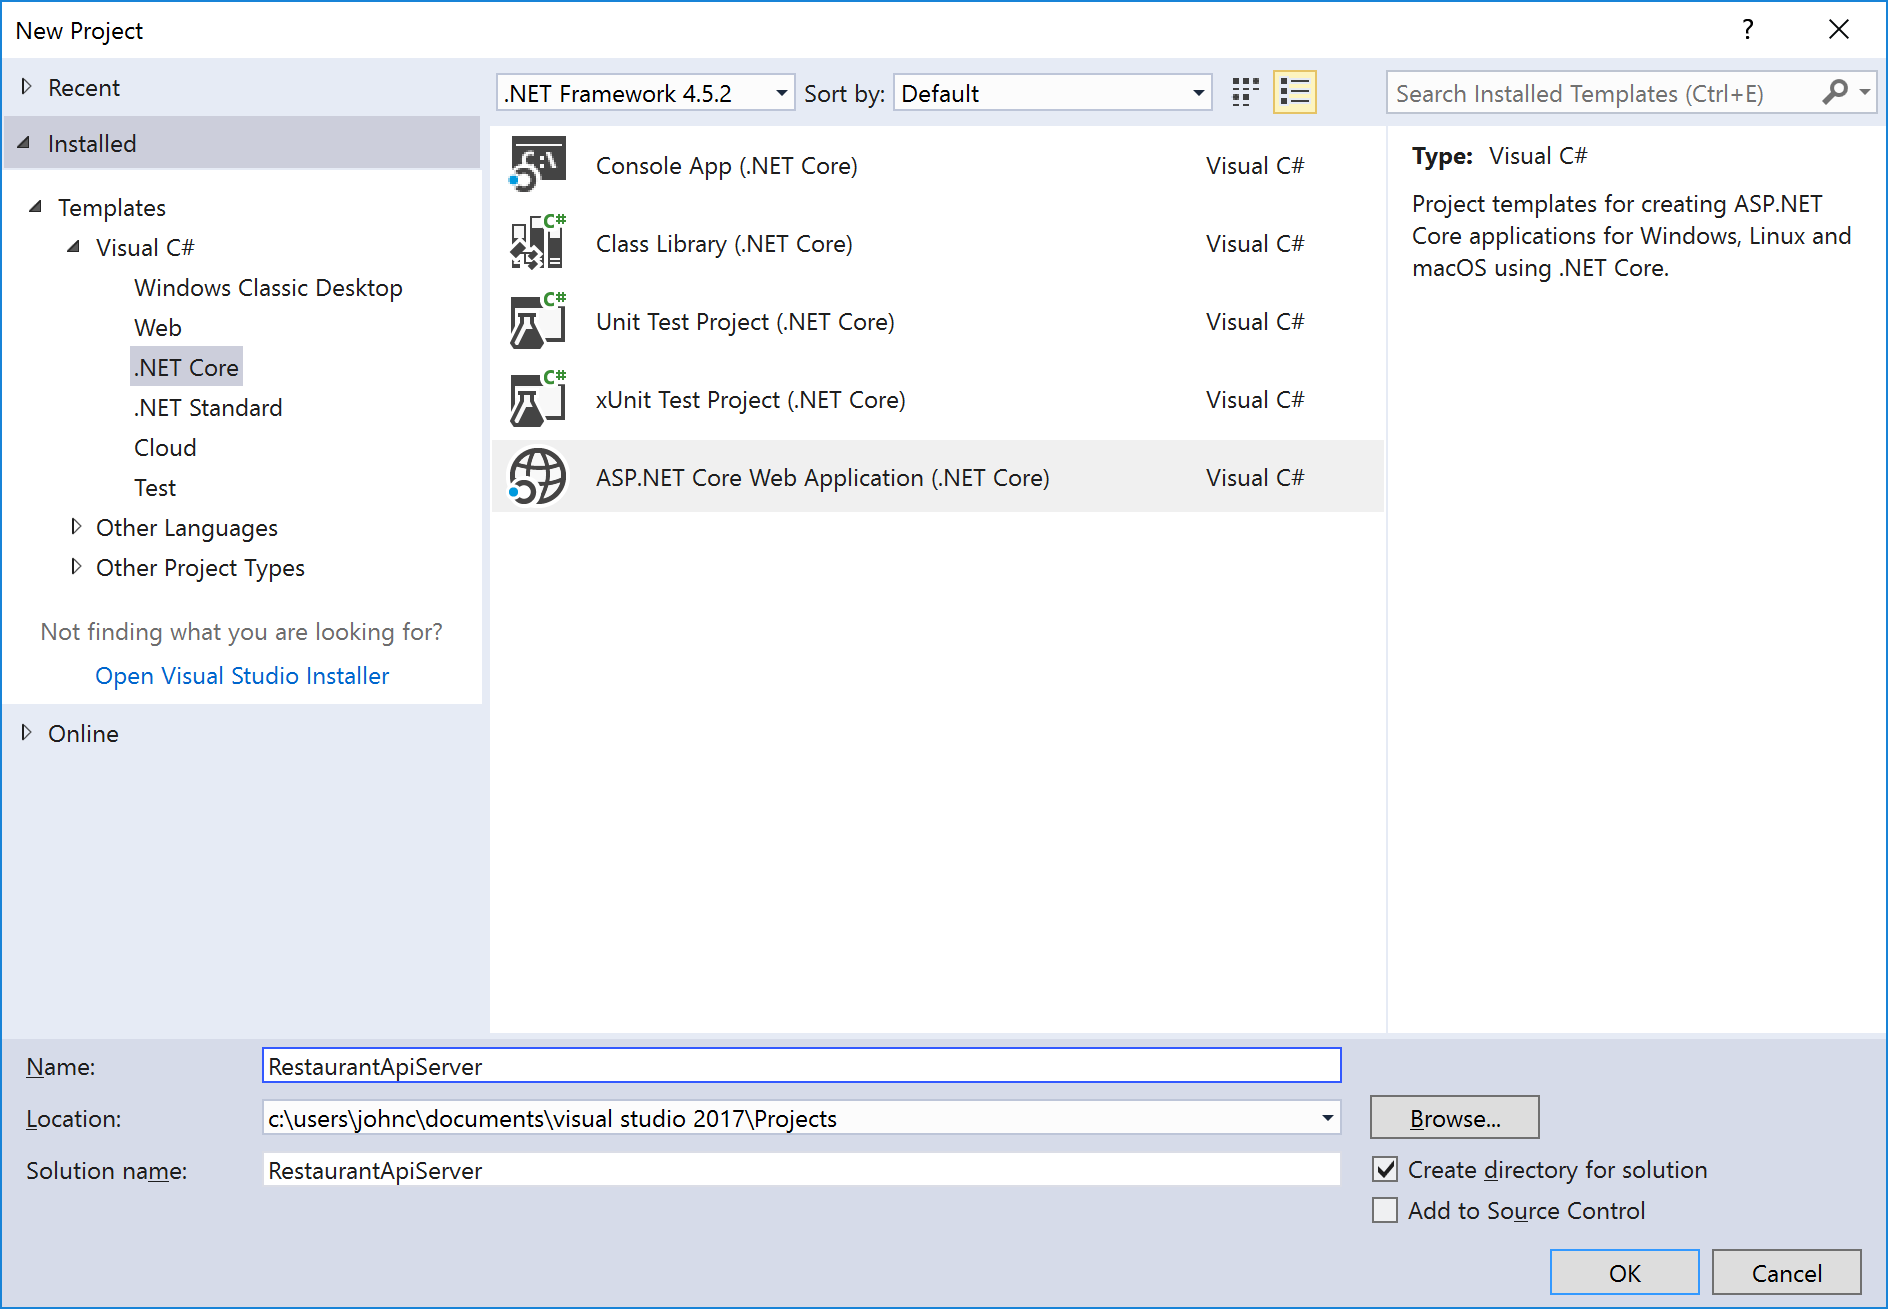 New Project
?
Recent
Installed
Templates
Visual C#
Windows Classic Desktop
Web
.NET Core
.NET Standard
Cloud
Test
Other Languages
Other Project Types
Not finding what you are looking for?
Open Visual Studio Installer
Online
.NET Framework 4.5.2 Sort by: Default
Search Installed Templates (Ctrl+E)
Console App (.NET Core) Visual C#
Class Library (.NET Core) Visual C#
Unit Test Project (.NET Core) Visual C#
xUnit Test Project (.NET Core) Visual C#
ASP.NET Core Web Application (.NET Core) Visual C#
Type: Visual C#
Project templates for creating ASP.NET
Core applications for Windows, Linux and
macOS using .NET Core.
Name: RestaurantApiServer
Location: c:\users\johnc\documents\visual studio 2017\Projects
Browse...
Solution name: RestaurantApiServer
Create directory for solution
Add to Source Control
OK Cancel